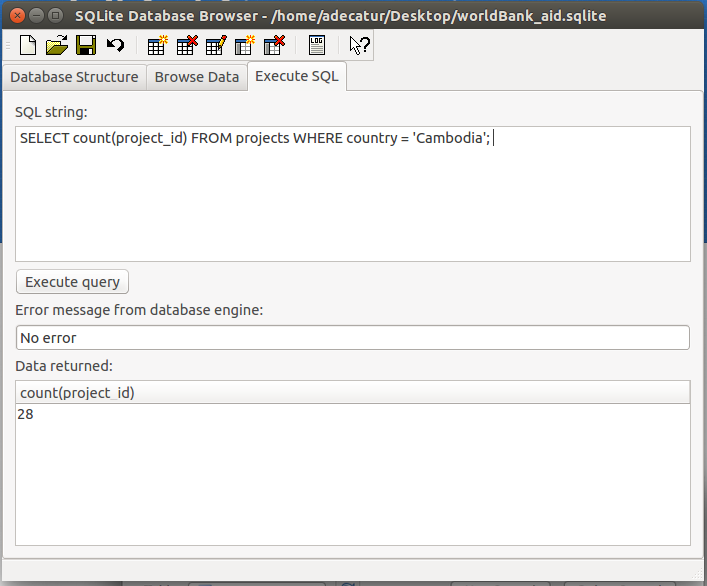 SQLite Database Browser - /home/adecatur/Desktop/worldBank_aid.sqlite
LOG
Database Structure Browse Data Execute SQL
SQL string:
SELECT count(project_id) FROM projects WHERE country = 'Cambodia';
Execute query
Error message from database engine:
No error
Data returned:
count(project_id)
28